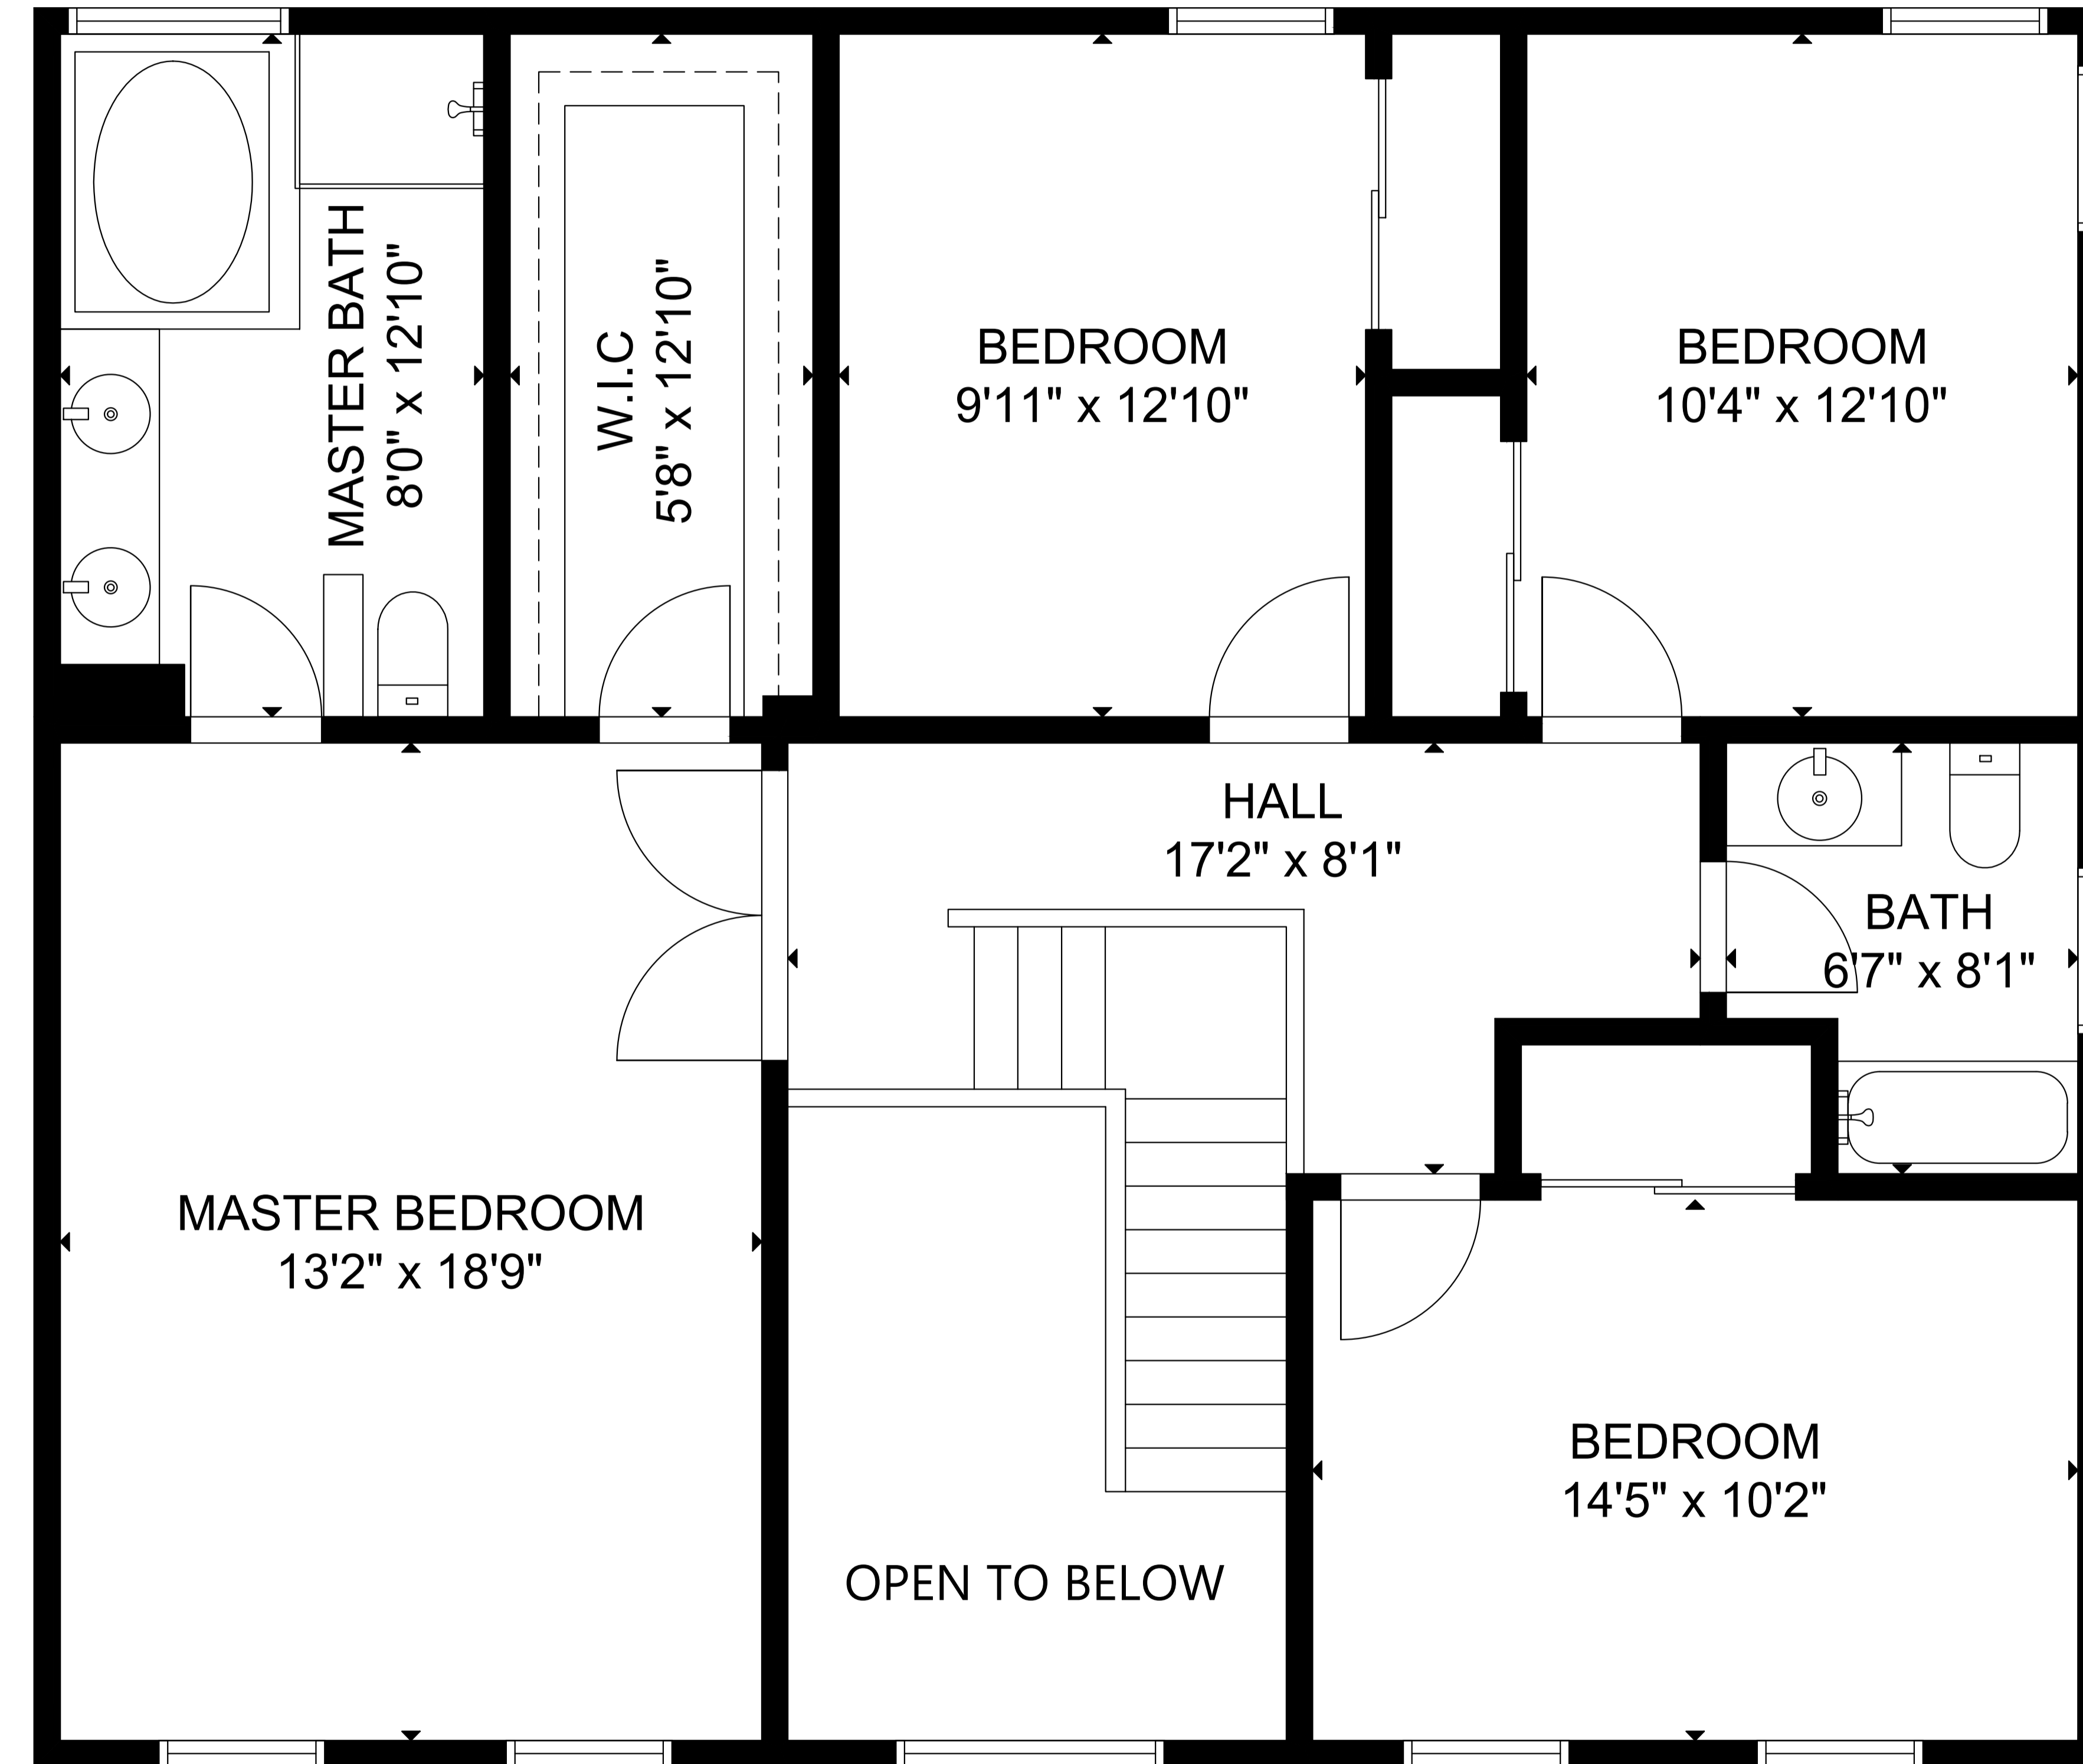 MASTER BATH
8'0" x 12'10"
W.I.C
5'8" x 12'10"
BEDROOM
9'11" x 12'10"
BEDROOM
10'4" x 12'10"
HALL
17'2" x 8'1"
BATH
6'7" x 8'1"
MASTER BEDROOM
13'2" x 18'9"
BEDROOM
14'5" x 10'2"
OPEN TO BELOW